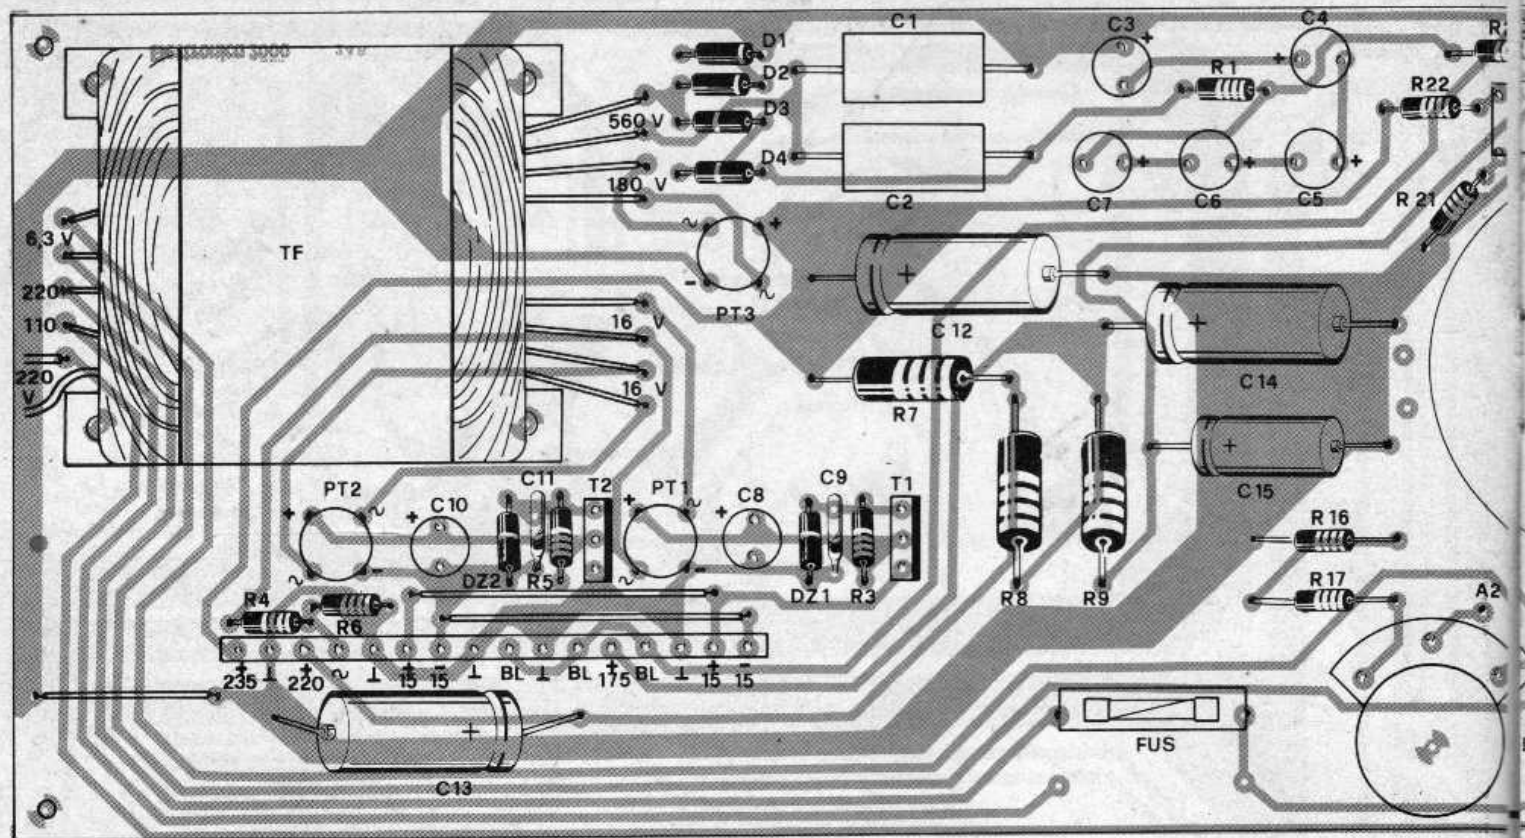 C1
C3
+
C4
+
R
D1
D2
D3
D4
R1
R22
560 V
180 V
C2
C7
+
C6
+
C5
+
R 21
6,3 V
TF
~
+
-
~
PT3
220
110
220
V
16 V
16 V
+
C 12
+
C 14
R7
+
C 15
PT2
C10
C11
T2
PT1
C8
C9
T1
+
~
~
-
+
+
~
~
-
+
DZ2
R5
DZ1
R3
R8
R9
R 16
R 17
A2
R4
R6
+ ⊥ + ~ ⊥ + - ⊥ BL ⊥ BL + BL ⊥ + -
235 220 15 15 175 15 15
+
C13
FUS